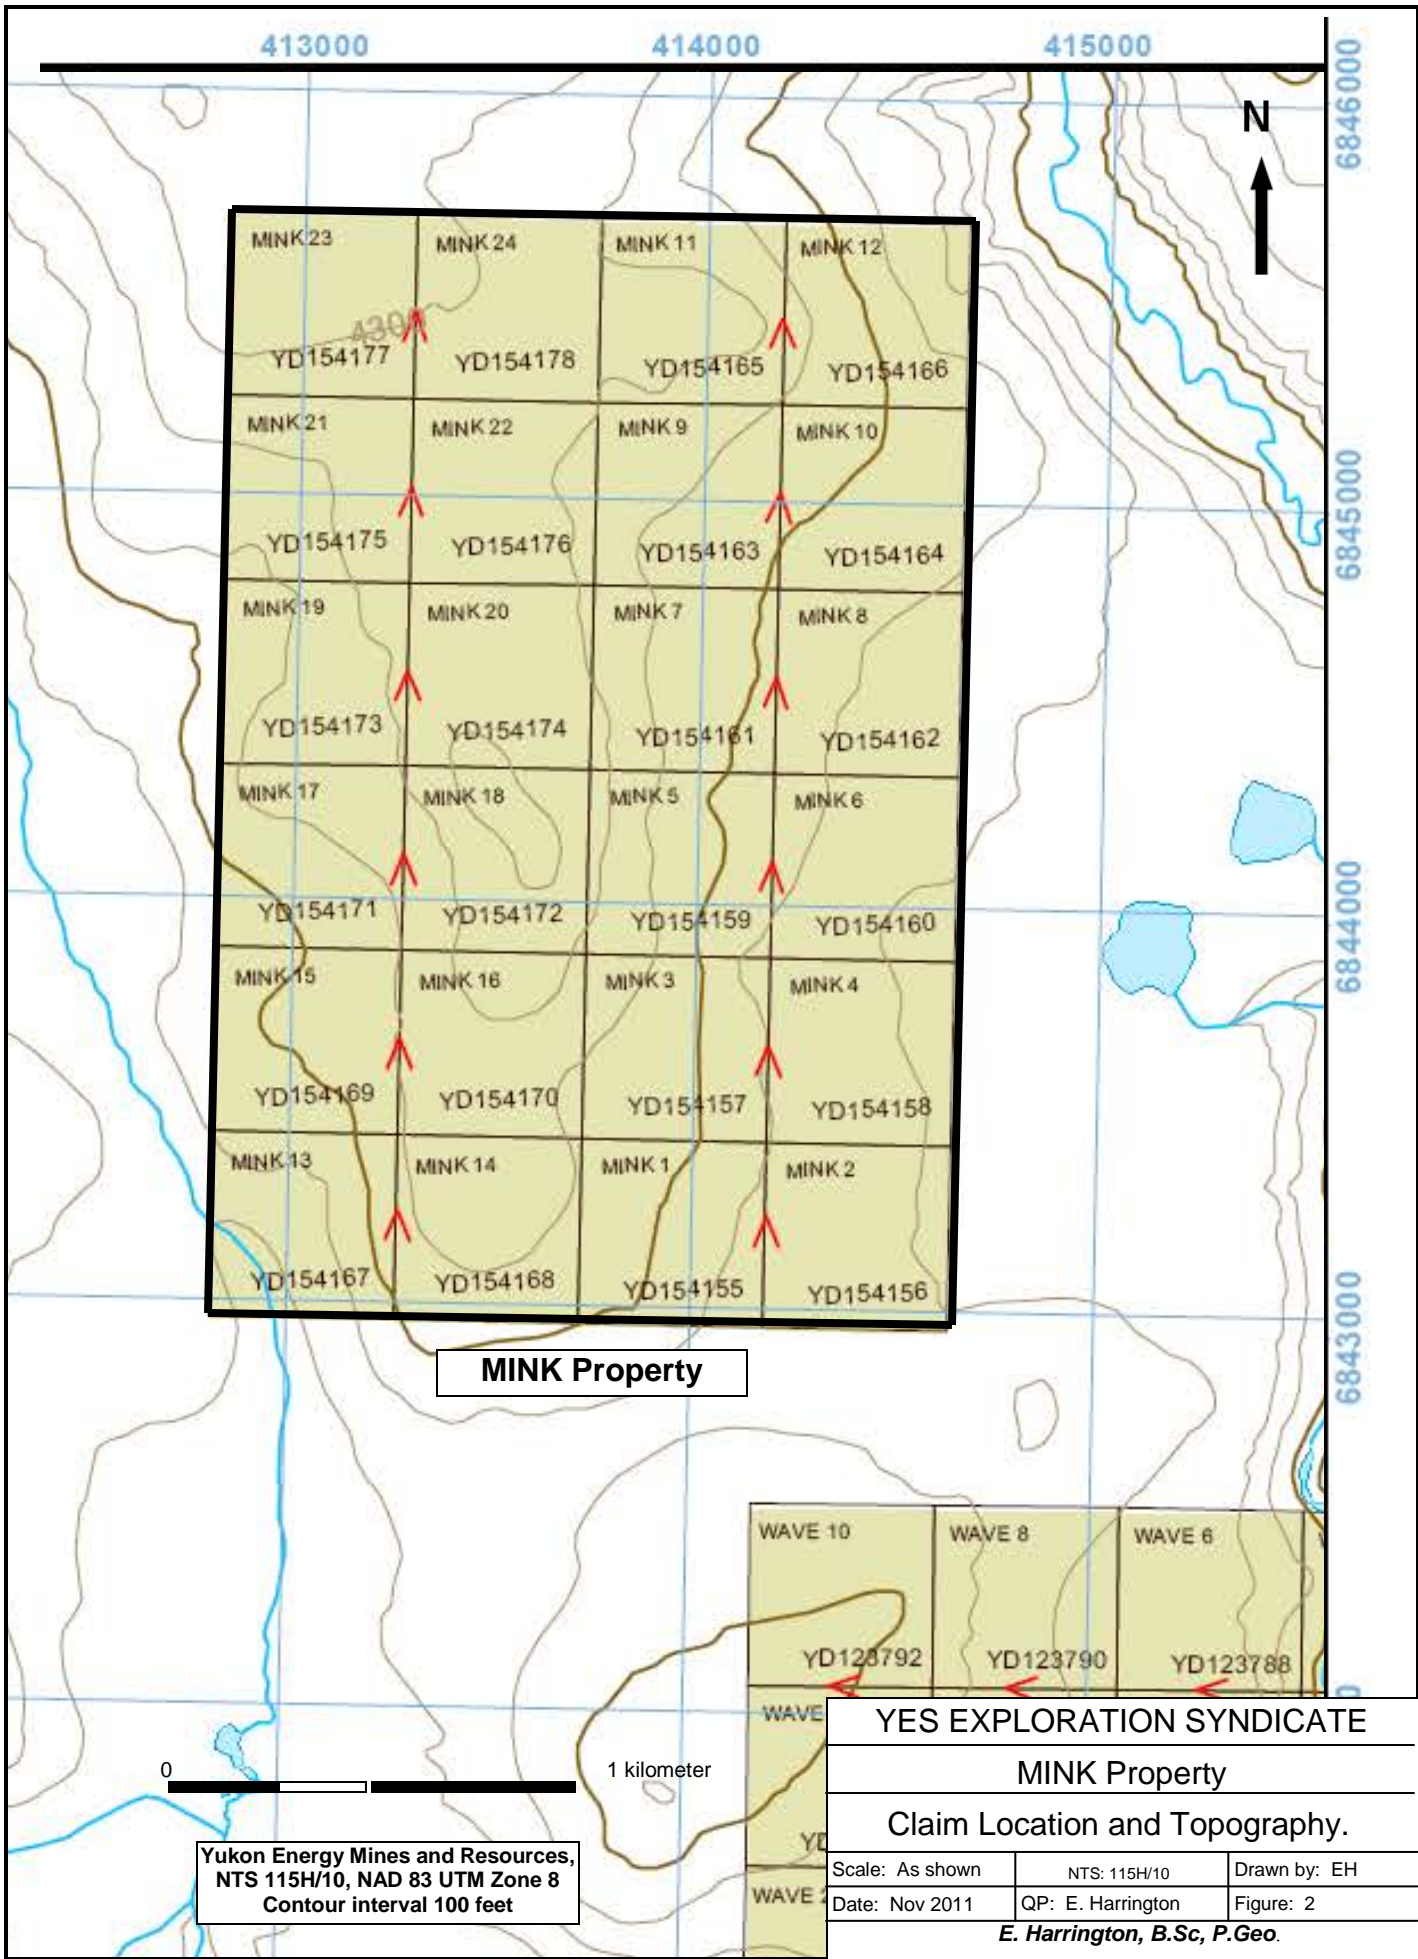 413000 414000 415000
6846000
N
MINK 23 MINK 24 MINK 11 MINK 12
4300
YD154177 YD154178 YD154165 YD154166
MINK 21 MINK 22 MINK 9 MINK 10
6845000
YD154175 YD154176 YD154163 YD154164
MINK 19 MINK 20 MINK 7 MINK 8
YD154173 YD154174 YD154161 YD154162
MINK 17 MINK 18 MINK 5 MINK 6
6844000
YD154171 YD154172 YD154159 YD154160
MINK 15 MINK 16 MINK 3 MINK 4
YD154169 YD154170 YD154157 YD154158
MINK 13 MINK 14 MINK 1 MINK 2
YD154167 YD154168 YD154155 YD154156
6843000
MINK Property
WAVE 10 WAVE 8 WAVE 6
YD123792 YD123790 YD123788
WAVE
0 1 kilometer
YD
WAVE 2
Yukon Energy Mines and Resources,
NTS 115H/10, NAD 83 UTM Zone 8
Contour interval 100 feet
YES EXPLORATION SYNDICATE
MINK Property
Claim Location and Topography.
Scale: As shown NTS: 115H/10 Drawn by: EH
Date: Nov 2011 QP: E. Harrington Figure: 2
E. Harrington, B.Sc, P.Geo.